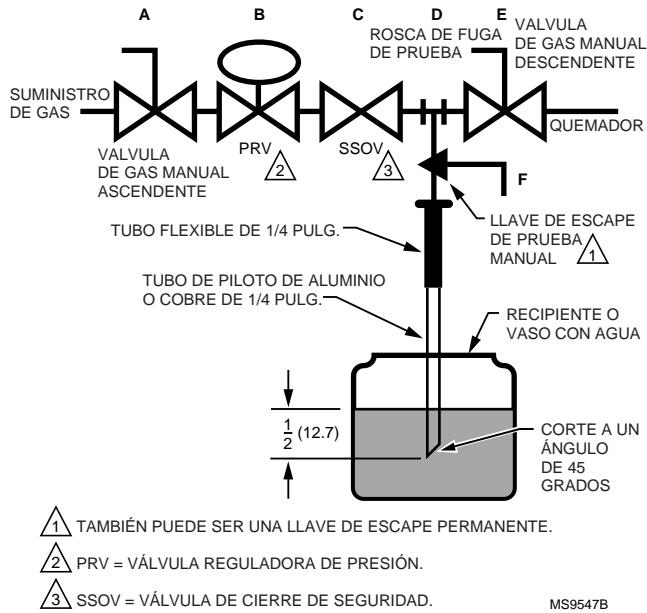 A
B
C
D
E
ROSCA DE FUGA
DE PRUEBA
VALVULA
DE GAS MANUAL
DESCENDENTE
SUMINISTRO
DE GAS
QUEMADOR
VALVULA
DE GAS MANUAL
ASCENDENTE
PRV
2
SSOV
3
F
LLAVE DE ESCAPE
DE PRUEBA
MANUAL 1
TUBO FLEXIBLE DE 1/4 PULG.
TUBO DE PILOTO DE ALUMINIO
O COBRE DE 1/4 PULG.
RECIPIENTE O
VASO CON AGUA
1/2 (12.7)
CORTE A UN
ÁNGULO
DE 45
GRADOS
1 TAMBIÉN PUEDE SER UNA LLAVE DE ESCAPE PERMANENTE.
2 PRV = VÁLVULA REGULADORA DE PRESIÓN.
3 SSOV = VÁLVULA DE CIERRE DE SEGURIDAD.
MS9547B